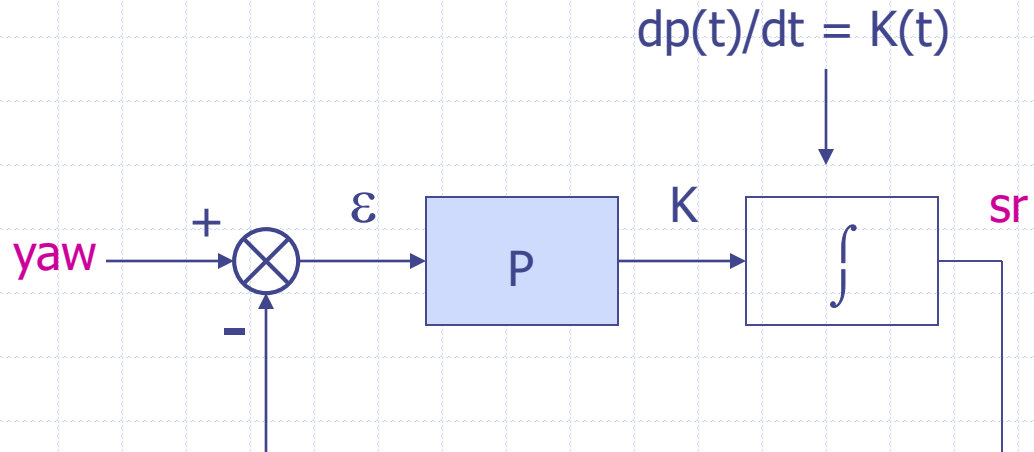 dp(t)/dt = K(t)
yaw
+
-
ε
P
K
∫
sr